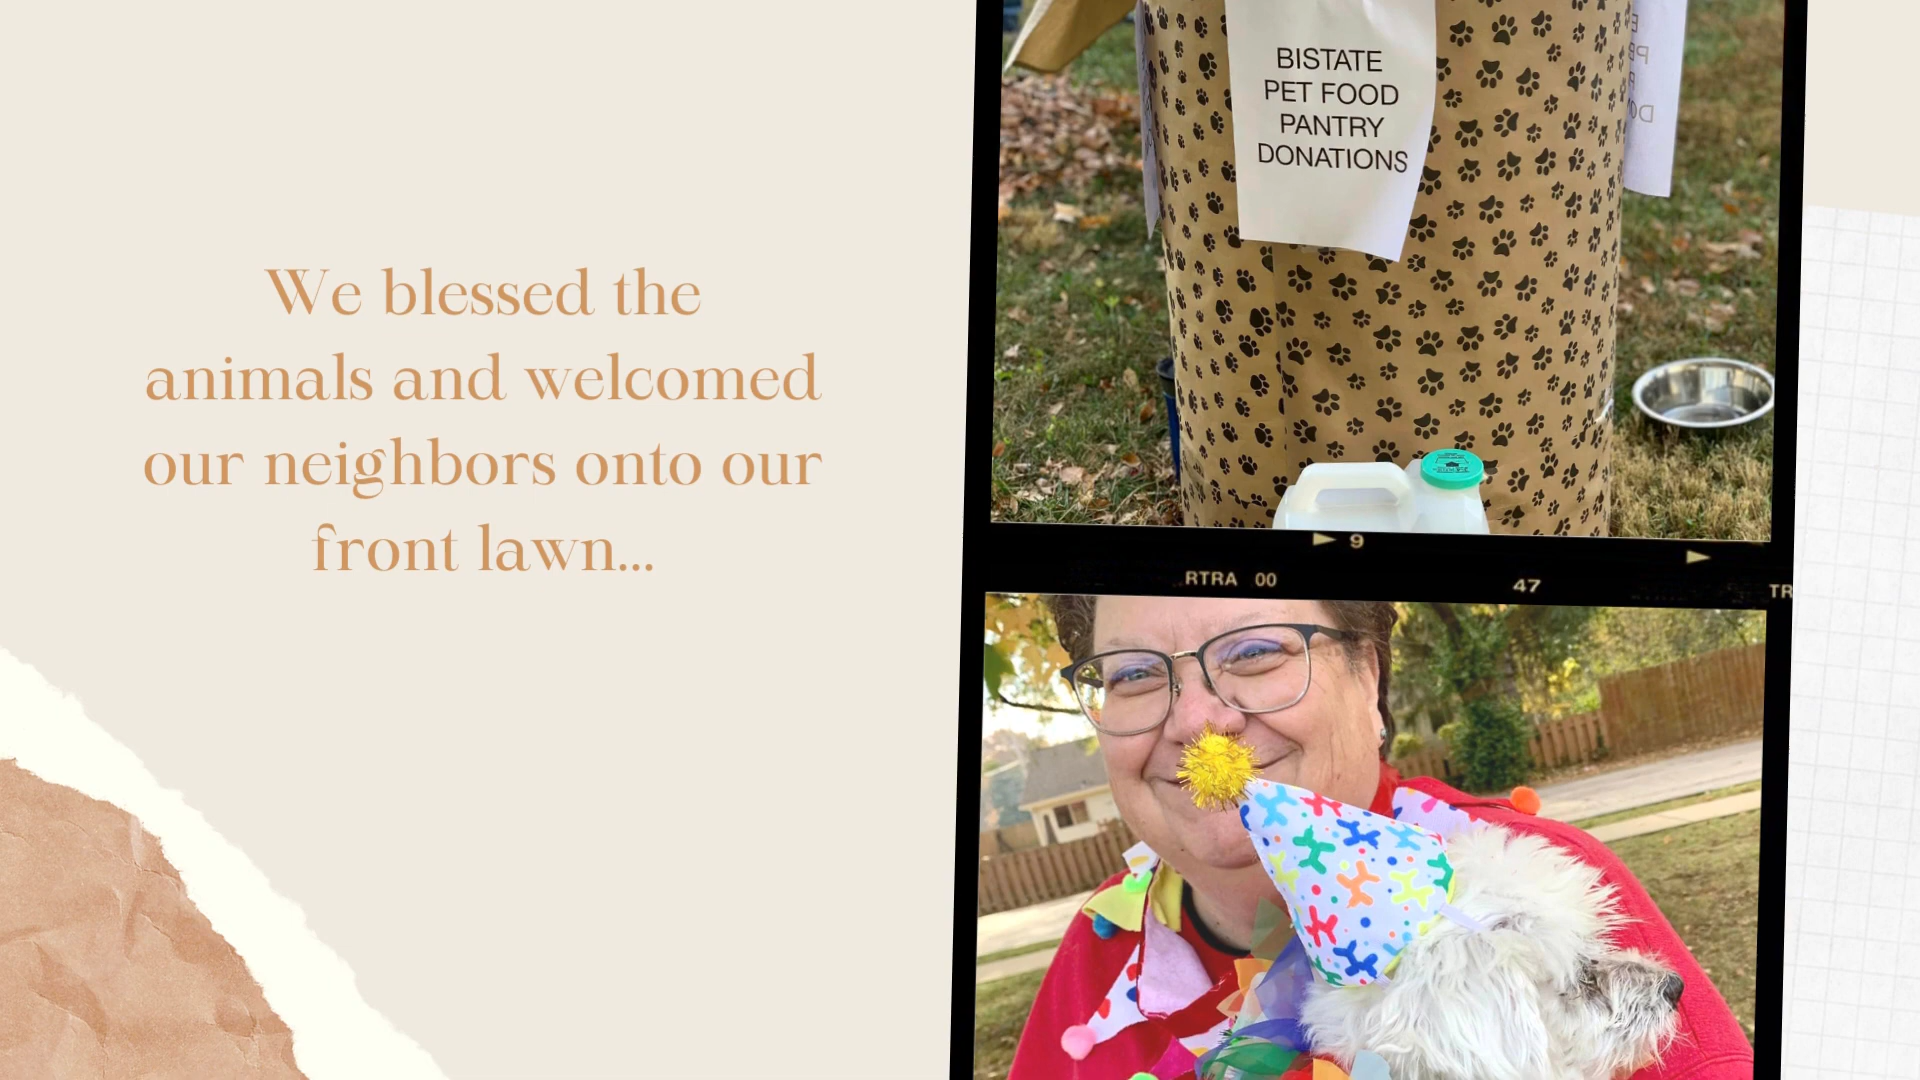 We blessed the
animals and welcomed
our neighbors onto our
front lawn...
BISTATE
PET FOOD
PANTRY
DONATIONS
9
RTRA 00
47
TR